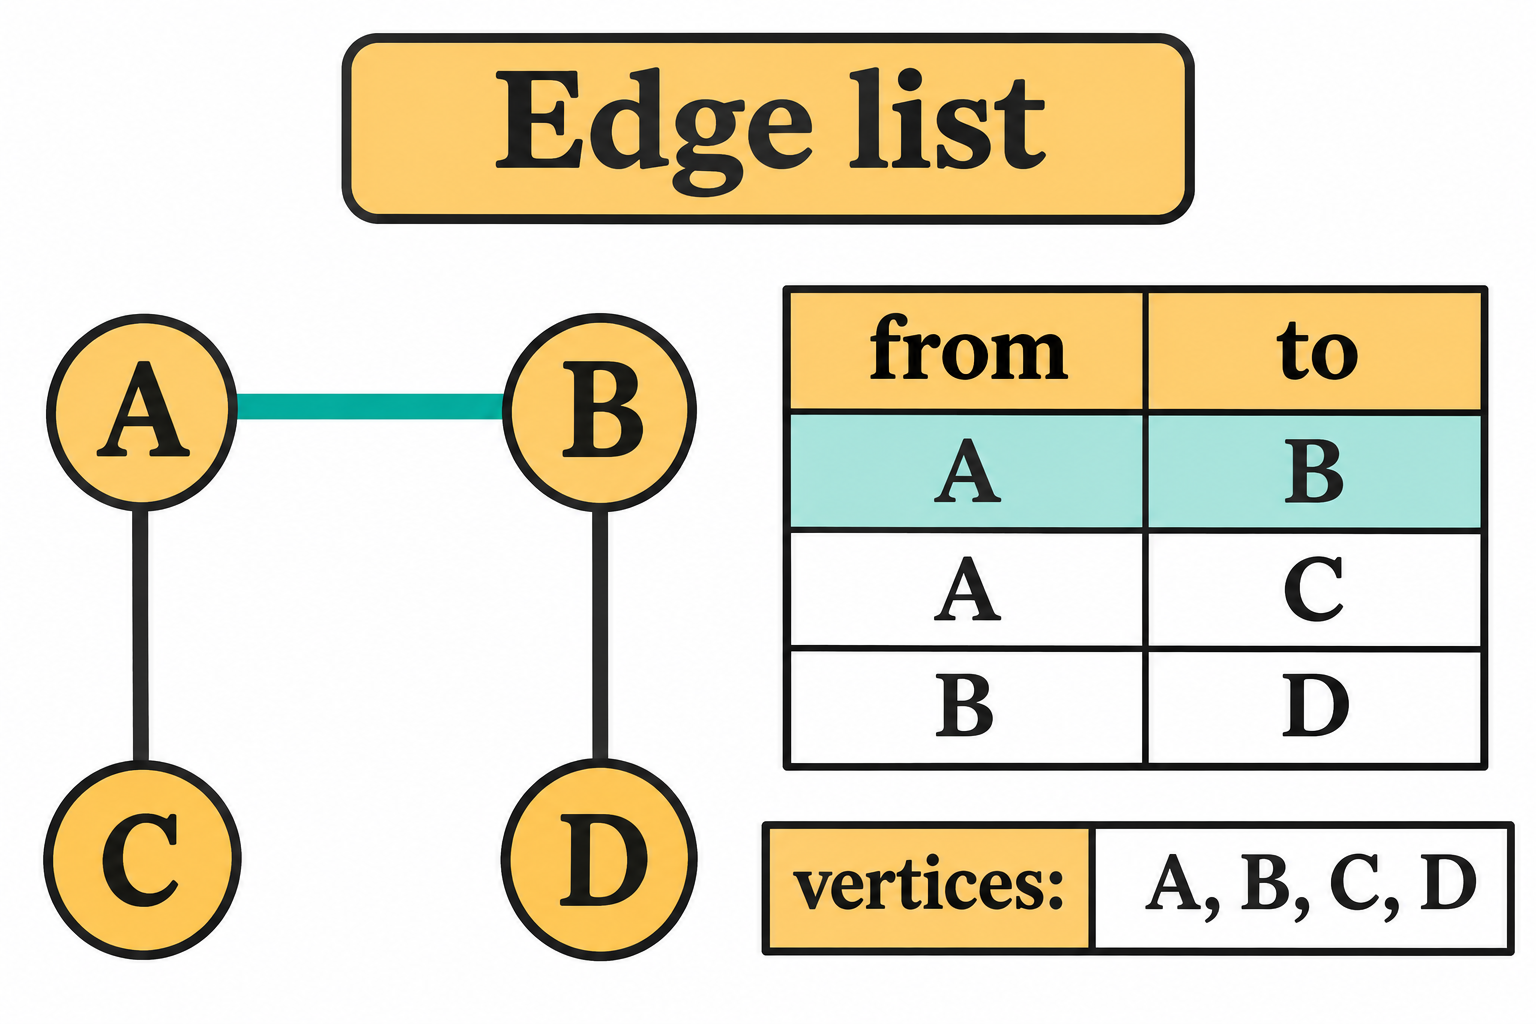 Edge list
A
B
C
D
from to
A B
A C
B D
vertices: A, B, C, D